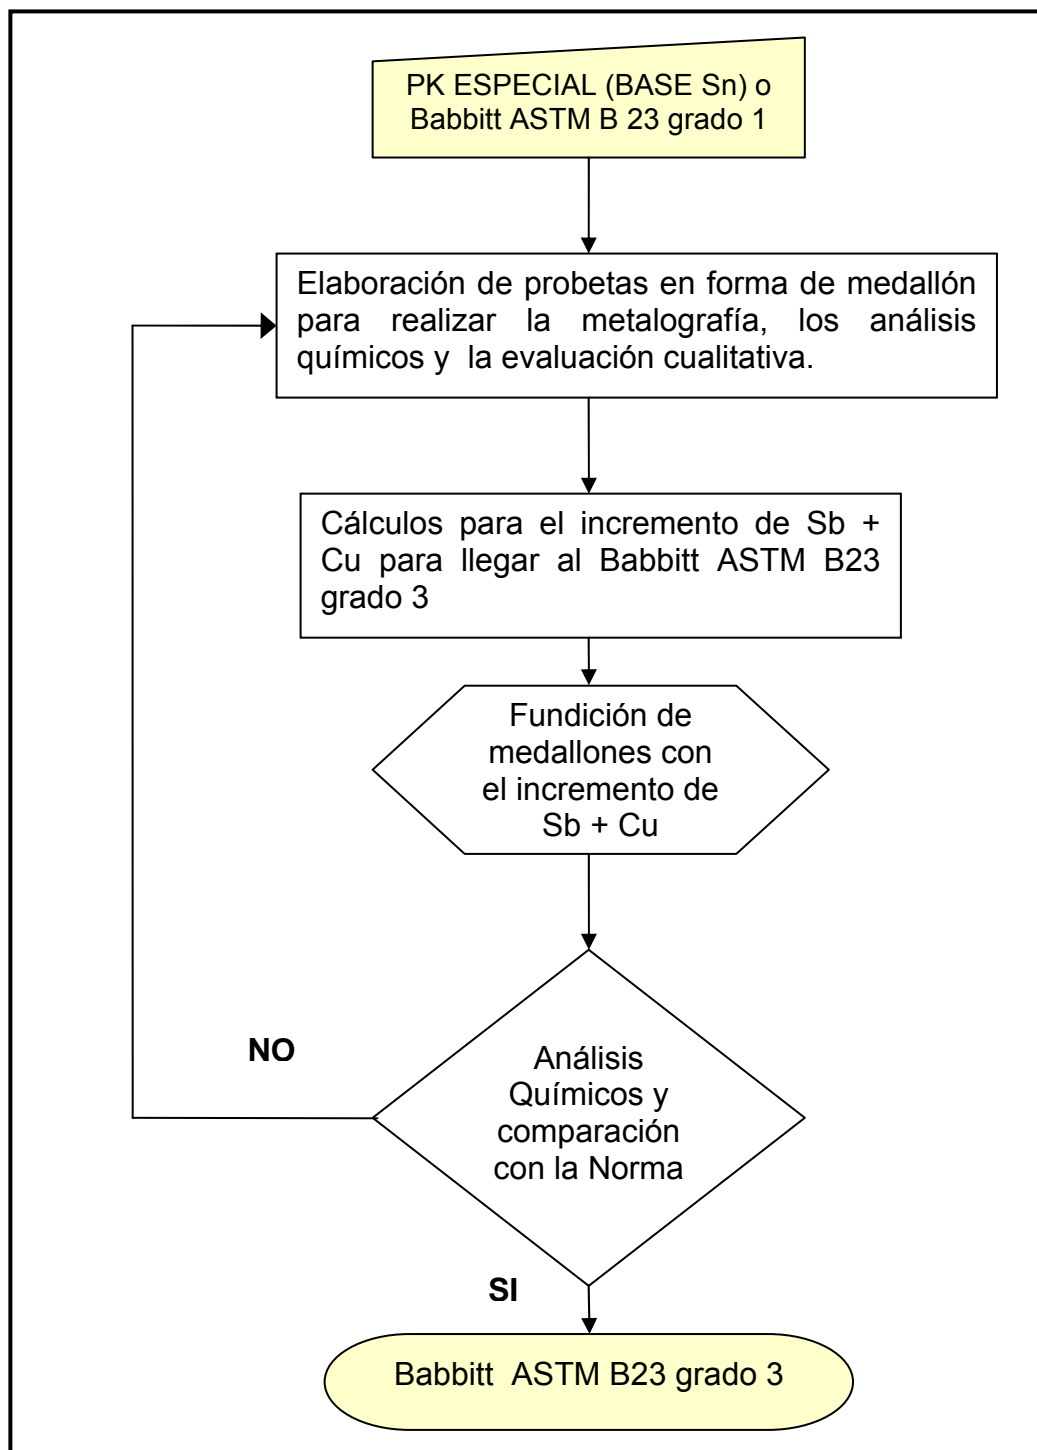 PK ESPECIAL (BASE Sn) o
Babbitt ASTM B 23 grado 1
Elaboración de probetas en forma de medallón
para realizar la metalografía, los análisis
químicos y la evaluación cualitativa.
Cálculos para el incremento de Sb +
Cu para llegar al Babbitt ASTM B23
grado 3
Fundición de
medallones con
el incremento de
Sb + Cu
NO
Análisis
Químicos y
comparación
con la Norma
SI
Babbitt ASTM B23 grado 3